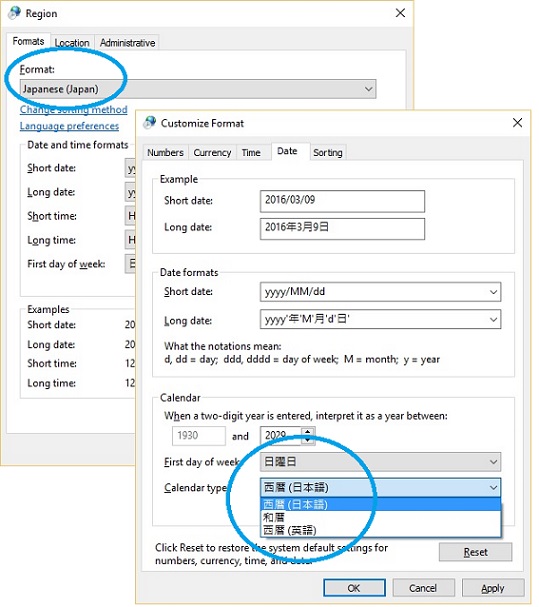 Region
Formats
Location
Administrative
Format:
Japanese (Japan)
Change sorting method
Language preferences
Date and time formats
Short date:
yy
Long date:
yy
Short time:
H
Long time:
H
First day of week:
日
Examples
Short date:
20
Long date:
20
Short time:
12
Long time:
12
Customize Format
Numbers
Currency
Time
Date
Sorting
Example
Short date:
2016/03/09
Long date:
2016年3月9日
Date formats
Short date:
yyyy/MM/dd
Long date:
yyyy'年'M'月'd'日'
What the notations mean:
d, dd = day; ddd, dddd = day of week; M = month; y = year
Calendar
When a two-digit year is entered, interpret it as a year between:
1930
and
2029
First day of week:
日曜日
Calendar type:
西暦 (日本語)
西暦 (日本語)
和暦
西暦 (英語)
Click Reset to restore the system default settings for
numbers, currency, time, and date.
Reset
OK
Cancel
Apply